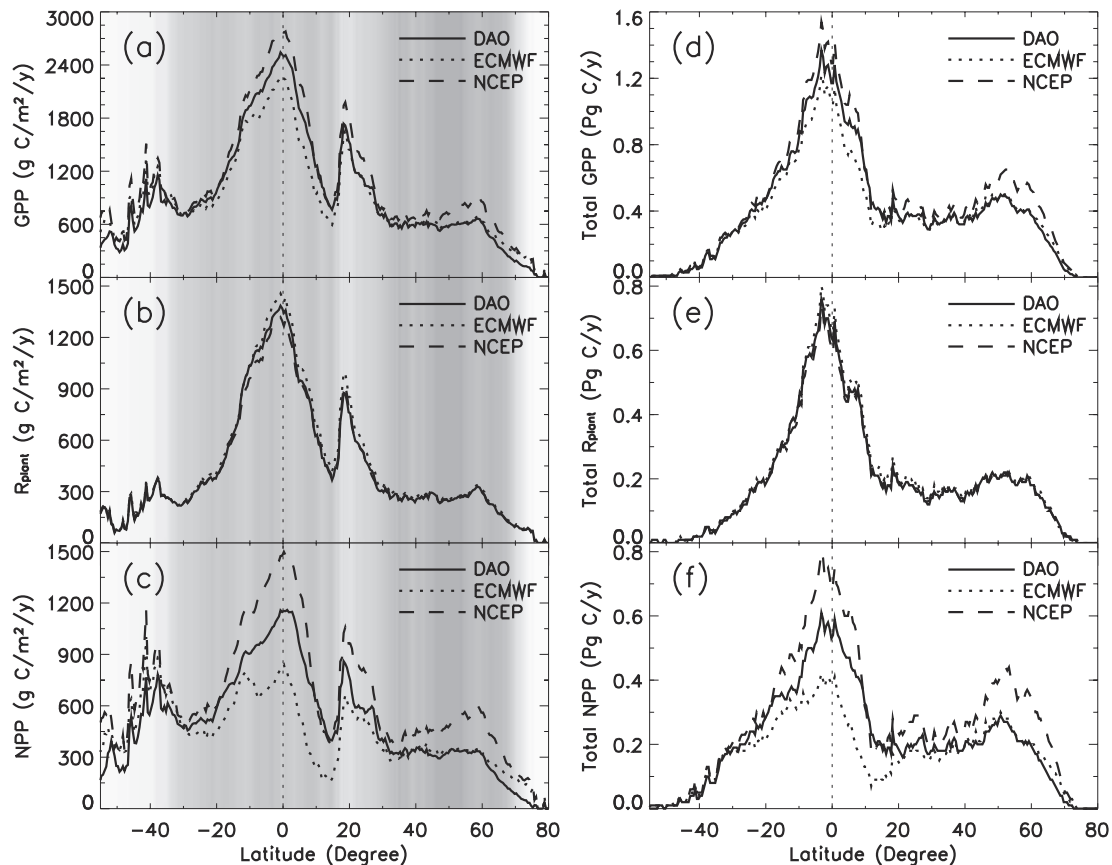 (a)
DAO
ECMWF
NCEP
GPP (g C/m²/y)
3000
2400
1800
1200
600
0
(d)
DAO
ECMWF
NCEP
Total GPP (Pg C/y)
1.6
1.2
0.8
0.4
0.0
(b)
DAO
ECMWF
NCEP
Rplant (g C/m²/y)
1500
1200
900
600
300
0
(e)
DAO
ECMWF
NCEP
Total Rplant (Pg C/y)
0.8
0.6
0.4
0.2
0.0
(c)
DAO
ECMWF
NCEP
NPP (g C/m²/y)
1500
1200
900
600
300
0
−40 −20 0 20 40 60 80
Latitude (Degree)
(f)
DAO
ECMWF
NCEP
Total NPP (Pg C/y)
0.8
0.6
0.4
0.2
0.0
−40 −20 0 20 40 60 80
Latitude (Degree)